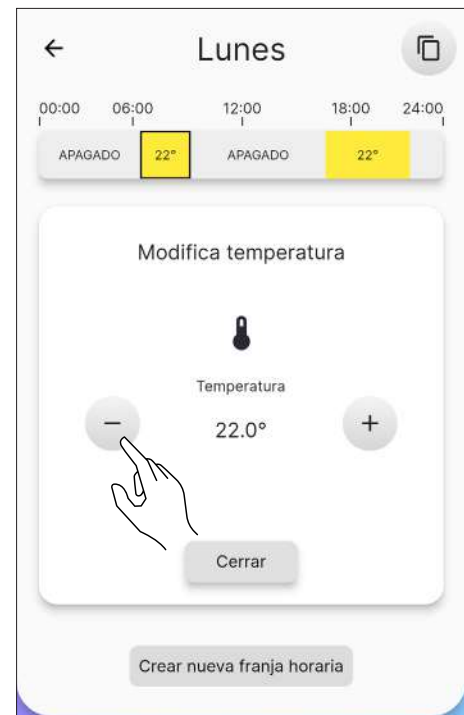 Lunes
00:00 06:00 12:00 18:00 24:00
APAGADO 22° APAGADO 22°
Modifica temperatura
Temperatura
− 22.0° +
Cerrar
Crear nueva franja horaria